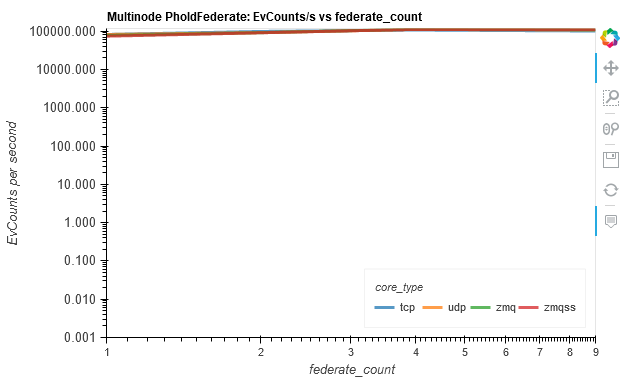 Multinode PholdFederate: EvCounts/s vs federate_count
EvCounts per second
100000.000
10000.000
1000.000
100.000
10.000
1.000
0.100
0.010
0.001
core_type
tcp udp zmq zmqss
1 2 3 4 5 6 7 8 9
federate_count